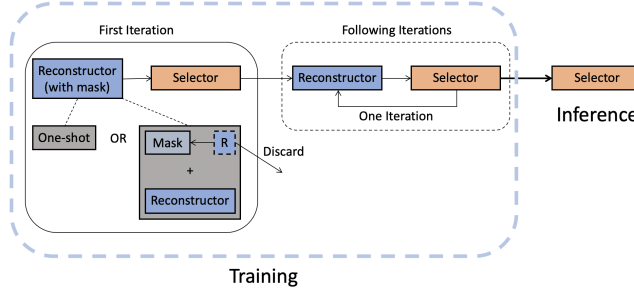 First Iteration
Following Iterations
Reconstructor
(with mask)
Selector
Reconstructor
Selector
Selector
One Iteration
Inference
One-shot
OR
Mask
R
Discard
+
Reconstructor
Training